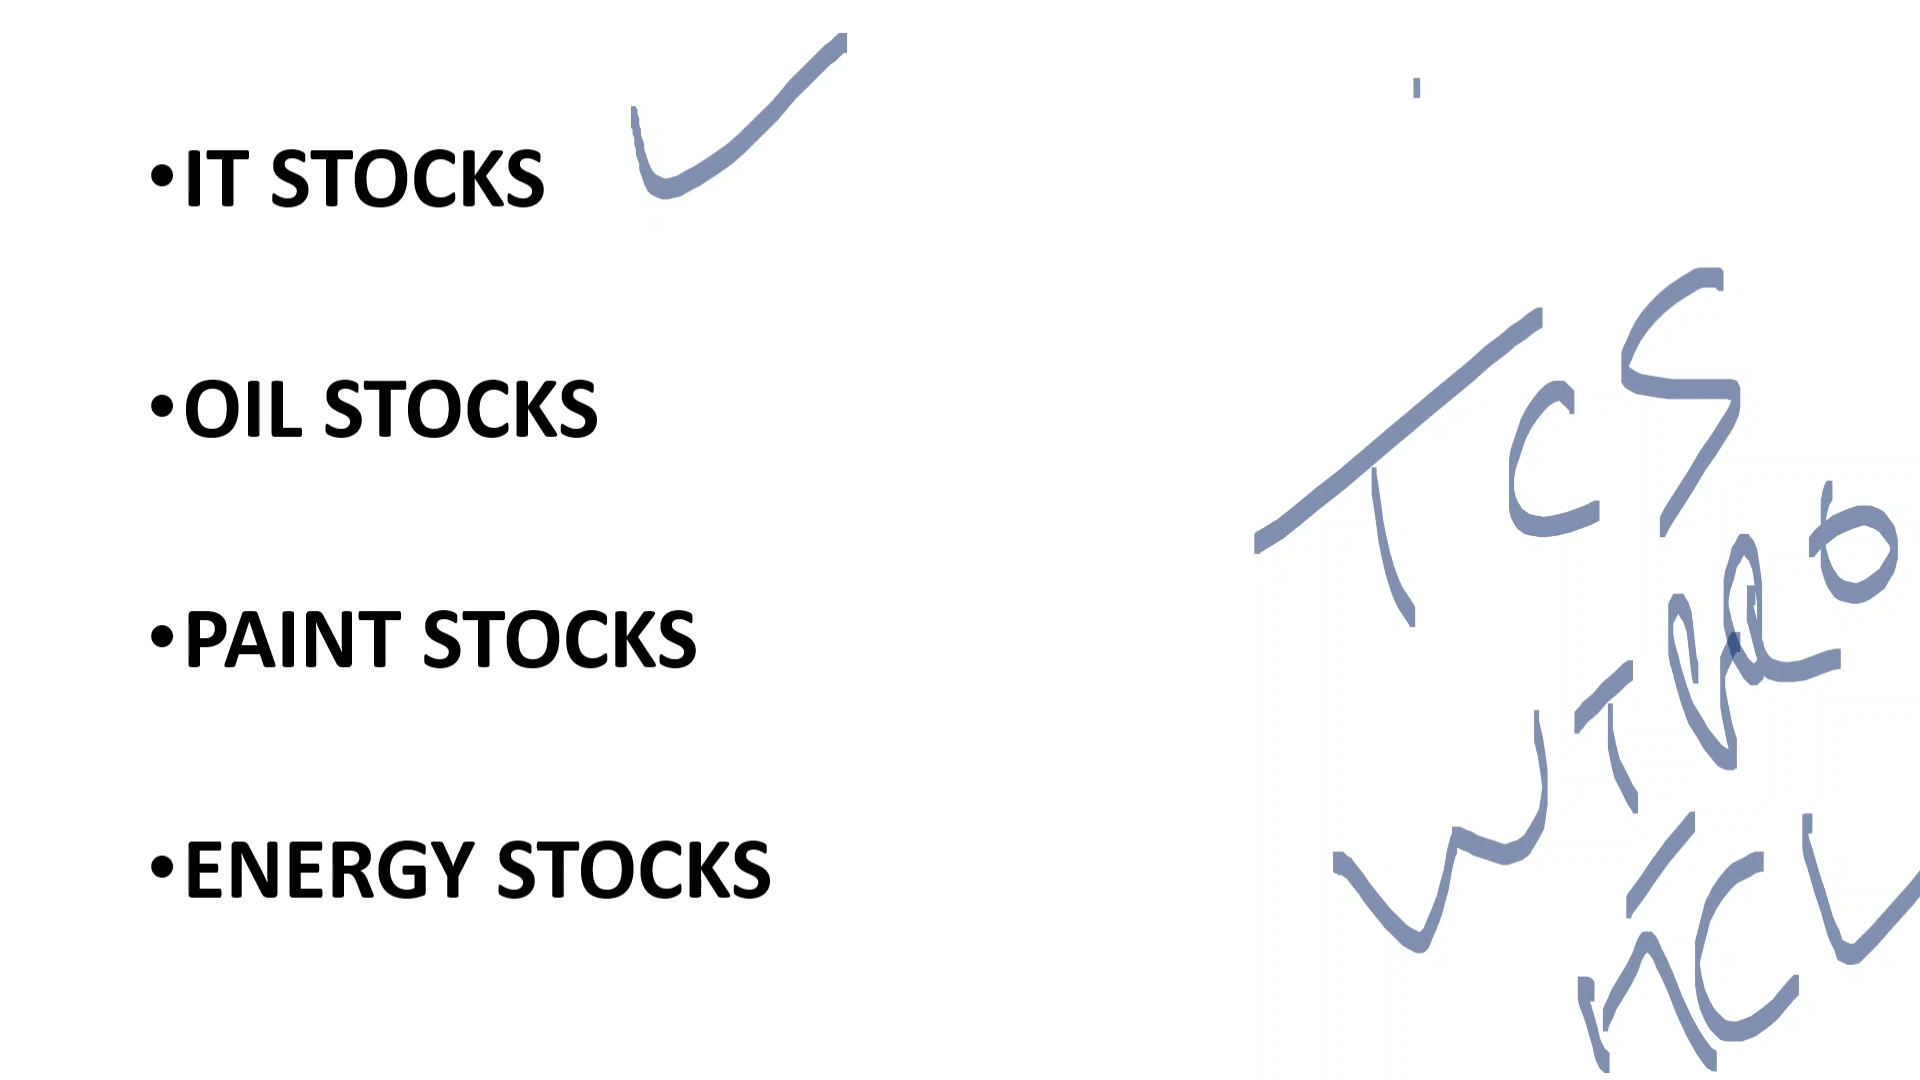 •IT STOCKS
•OIL STOCKS
•PAINT STOCKS
•ENERGY STOCKS
TCS
WIPRO
HCL